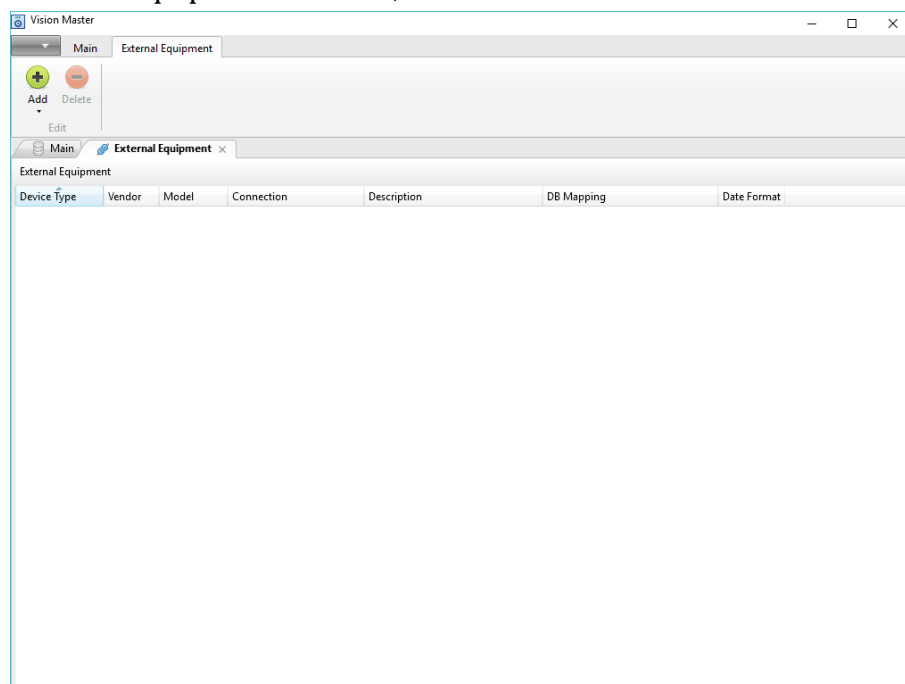 Vision Master
Main External Equipment
Add Delete
Edit
Main External Equipment
External Equipment
Device Type Vendor Model Connection Description DB Mapping Date Format